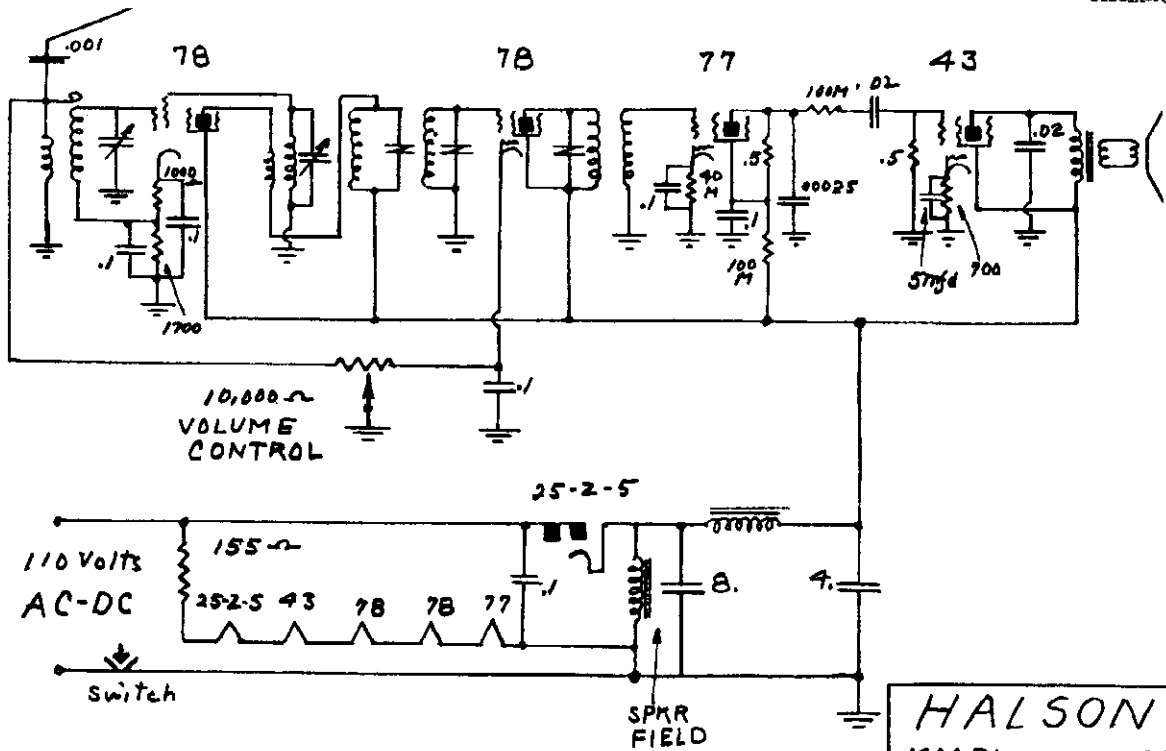 .001
78
78
77
43
100M
.02
1000
.1
.1
1700
.1
40
M
.5
.00025
.1
100
M
.5
5mfd
700
.02
10,000 Ω
VOLUME
CONTROL
.1
25-Z-5
110 Volts
AC-DC
155 Ω
25-Z-5 43 78 78 77
.1
8.
4.
Switch
SPKR
FIELD
HALSON